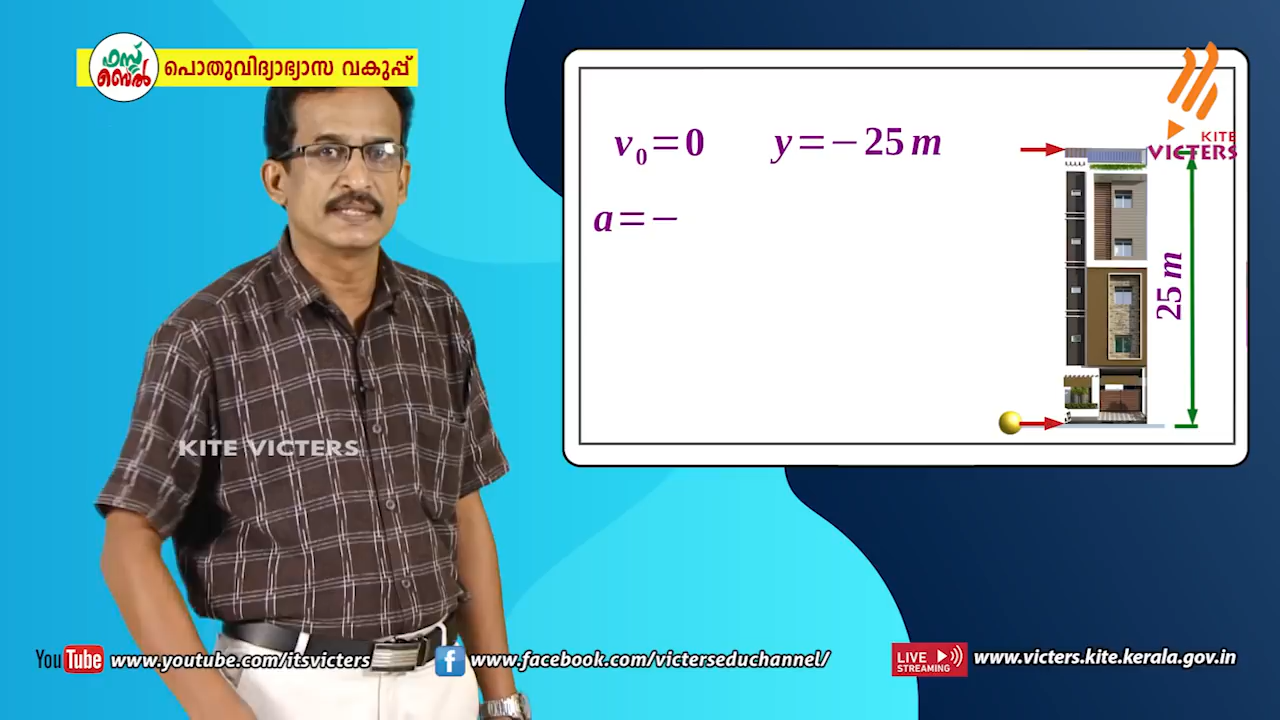 ഫസ്റ്റ് ബെൽ
പൊതുവിദ്യാഭ്യാസ വകുപ്പ്
KITE
VICTERS
v₀=0 y=−25 m
a=−
25 m
KITE VICTERS
YouTube www.youtube.com/itsvicters
f www.facebook.com/victerseduchannel/
LIVE STREAMING www.victers.kite.kerala.gov.in